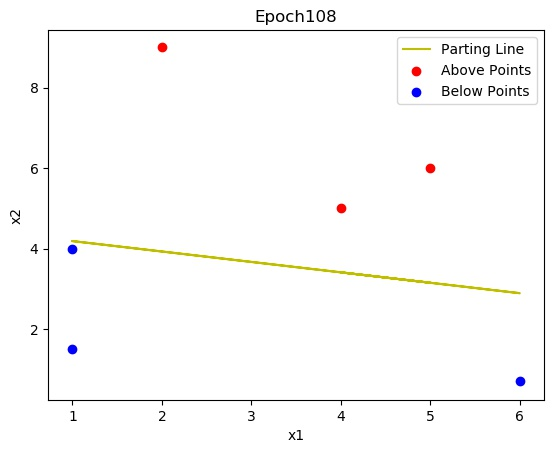 Epoch108
Parting Line
Above Points
Below Points
8
6
4
2
x2
1
2
3
4
5
6
x1